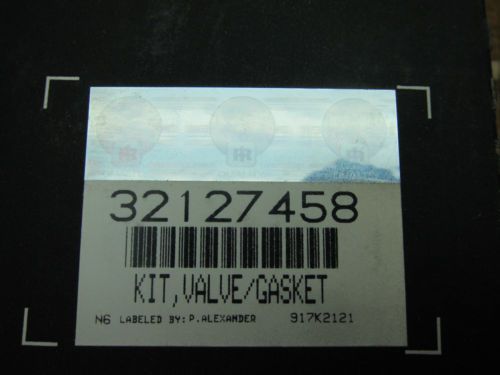 32127458
KIT,VALVE/GASKET
N6 LABELED BY: P.ALEXANDER 917K2121